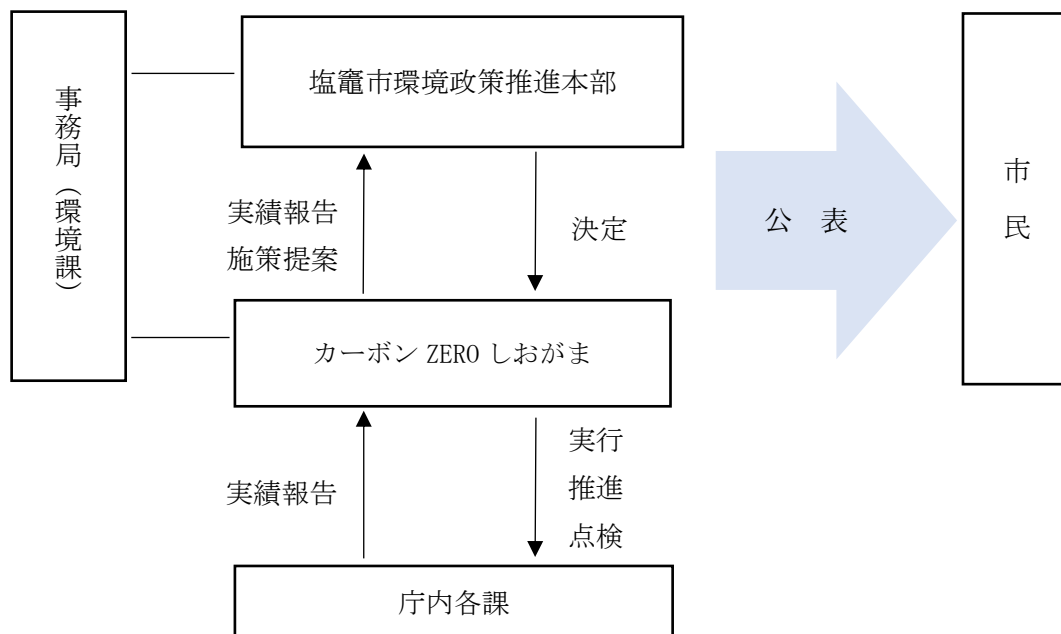 塩竈市環境政策推進本部
事務局（環境課）
実績報告
施策提案
決定
公　表
市民
カーボン ZERO しおがま
実績報告
実行
推進
点検
庁内各課